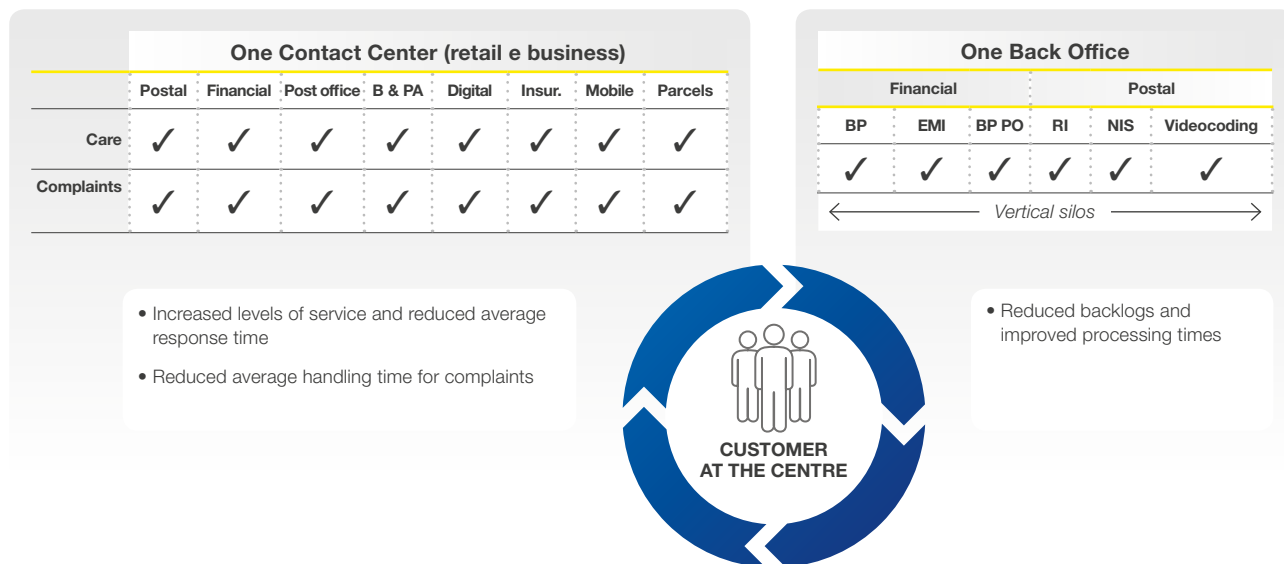 One Contact Center (retail e business)
Postal Financial Post office B & PA Digital Insur. Mobile Parcels
Care ✓ ✓ ✓ ✓ ✓ ✓ ✓ ✓
Complaints ✓ ✓ ✓ ✓ ✓ ✓ ✓ ✓
One Back Office
Financial Postal
BP EMI BP PO RI NIS Videocoding
✓ ✓ ✓ ✓ ✓ ✓
Vertical silos
• Increased levels of service and reduced average
response time
• Reduced average handling time for complaints
CUSTOMER
AT THE CENTRE
• Reduced backlogs and
improved processing times